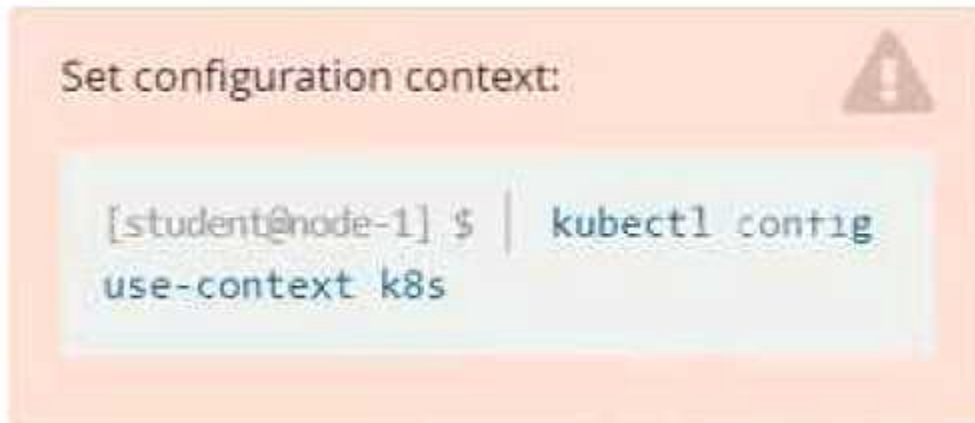 Set configuration context:
[student@node-1] $ | kubectl config
use-context k8s